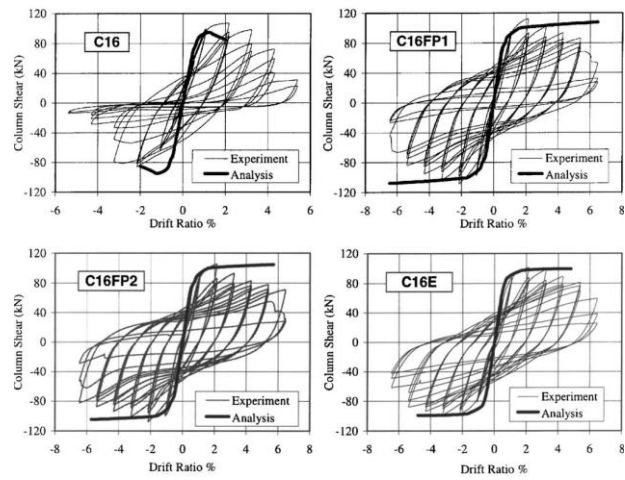 C16
Column Shear (kN)
120
80
40
0
-40
-80
-120
Experiment
Analysis
-6 -4 -2 0 2 4 6
Drift Ratio %
C16FP1
Column Shear (kN)
120
80
40
0
-40
-80
-120
Experiment
Analysis
-8 -6 -4 -2 0 2 4 6 8
Drift Ratio %
C16FP2
Column Shear (kN)
120
80
40
0
-40
-80
-120
Experiment
Analysis
-8 -6 -4 -2 0 2 4 6 8
Drift Ratio %
C16E
Column Shear (kN)
120
80
40
0
-40
-80
-120
Experiment
Analysis
-8 -6 -4 -2 0 2 4 6 8
Drift Ratio %